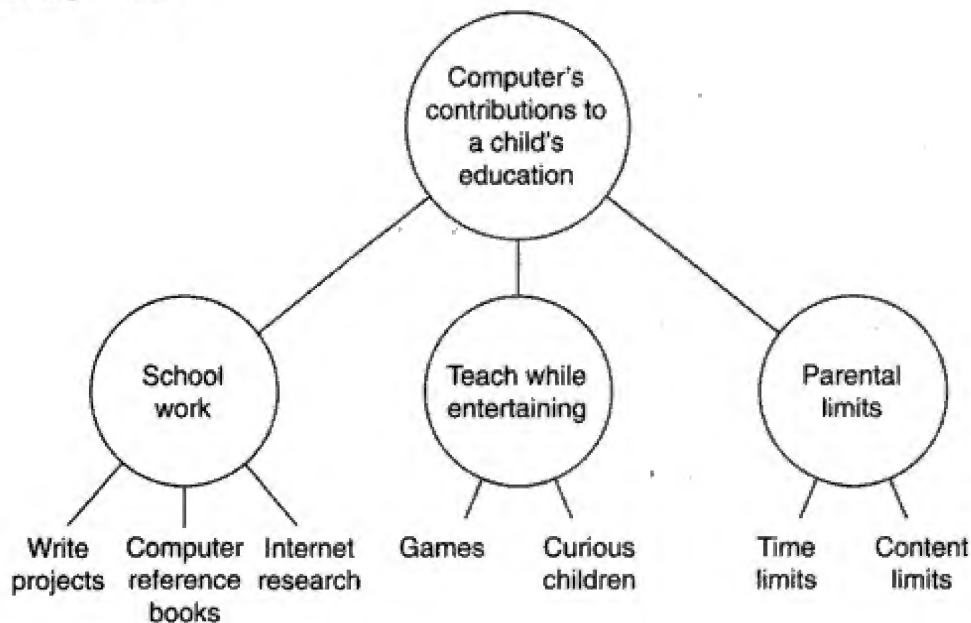 Computer's
contributions to
a child's
education
School
work
Teach while
entertaining
Parental
limits
Write
projects
Computer
reference
books
Internet
research
Games
Curious
children
Time
limits
Content
limits